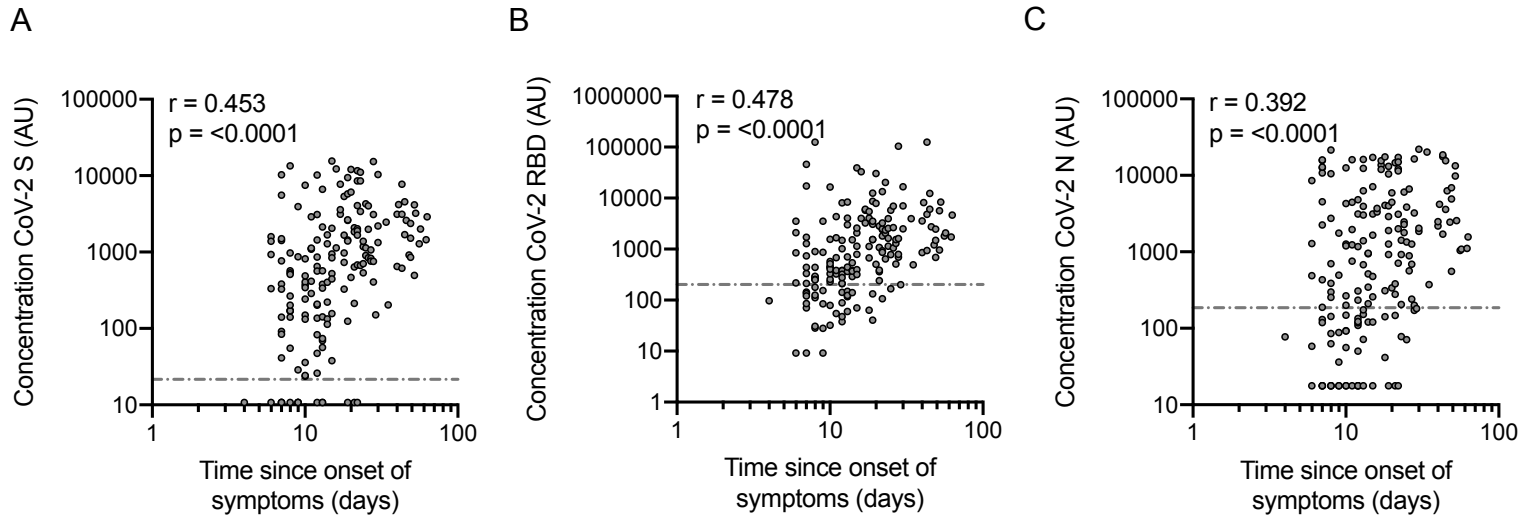 A
Concentration CoV-2 S (AU)
100000
10000
1000
100
10
r = 0.453
p = <0.0001
1
10
100
Time since onset of
symptoms (days)
B
Concentration CoV-2 RBD (AU)
1000000
100000
10000
1000
100
10
1
r = 0.478
p = <0.0001
1
10
100
Time since onset of
symptoms (days)
C
Concentration CoV-2 N (AU)
100000
10000
1000
100
10
r = 0.392
p = <0.0001
1
10
100
Time since onset of
symptoms (days)